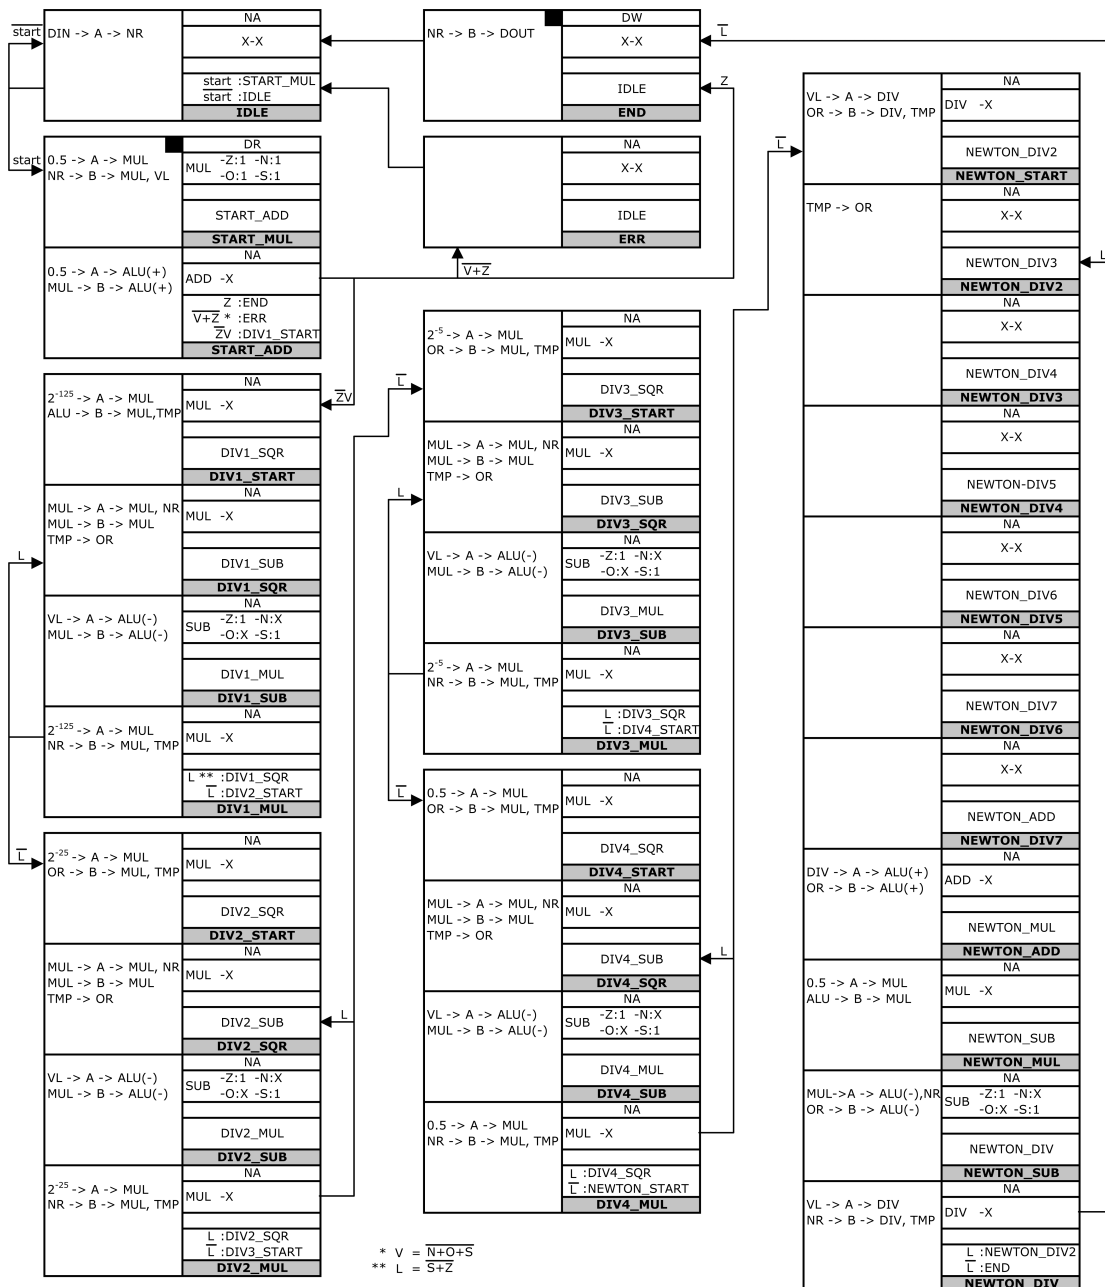 start
DIN -> A -> NR
NA
X-X
start :START_MUL
start :IDLE
IDLE
start
0.5 -> A -> MUL
NR -> B -> MUL, VL
DR
MUL -Z:1 -N:1
-O:1 -S:1
START_ADD
START_MUL
0.5 -> A -> ALU(+)
MUL -> B -> ALU(+)
NA
ADD -X
Z :END
V+Z * :ERR
ZV :DIV1_START
START_ADD
2-125 -> A -> MUL
ALU -> B -> MUL,TMP
NA
MUL -X
ZV
DIV1_SQR
DIV1_START
MUL -> A -> MUL, NR
MUL -> B -> MUL
TMP -> OR
NA
MUL -X
L
DIV1_SUB
DIV1_SQR
VL -> A -> ALU(-)
MUL -> B -> ALU(-)
NA
SUB -Z:1 -N:X
-O:X -S:1
DIV1_MUL
DIV1_SUB
2-125 -> A -> MUL
NR -> B -> MUL, TMP
NA
MUL -X
L ** :DIV1_SQR
L :DIV2_START
DIV1_MUL
L
2-25 -> A -> MUL
OR -> B -> MUL, TMP
NA
MUL -X
DIV2_SQR
DIV2_START
MUL -> A -> MUL, NR
MUL -> B -> MUL
TMP -> OR
NA
MUL -X
DIV2_SUB
L
DIV2_SQR
VL -> A -> ALU(-)
MUL -> B -> ALU(-)
NA
SUB -Z:1 -N:X
-O:X -S:1
DIV2_MUL
DIV2_SUB
2-25 -> A -> MUL
NR -> B -> MUL, TMP
NA
MUL -X
L :DIV2_SQR
L :DIV3_START
DIV2_MUL
NR -> B -> DOUT
DW
X-X
L
IDLE
Z
END
NA
X-X
IDLE
ERR
V+Z
2-5 -> A -> MUL
OR -> B -> MUL, TMP
NA
MUL -X
L
DIV3_SQR
DIV3_START
MUL -> A -> MUL, NR
MUL -> B -> MUL
TMP -> OR
NA
MUL -X
L
DIV3_SUB
DIV3_SQR
VL -> A -> ALU(-)
MUL -> B -> ALU(-)
NA
SUB -Z:1 -N:X
-O:X -S:1
DIV3_MUL
DIV3_SUB
2-5 -> A -> MUL
NR -> B -> MUL, TMP
NA
MUL -X
L :DIV3_SQR
L :DIV4_START
DIV3_MUL
L
0.5 -> A -> MUL
OR -> B -> MUL, TMP
NA
MUL -X
DIV4_SQR
DIV4_START
MUL -> A -> MUL, NR
MUL -> B -> MUL
TMP -> OR
NA
MUL -X
DIV4_SUB
L
DIV4_SQR
VL -> A -> ALU(-)
MUL -> B -> ALU(-)
NA
SUB -Z:1 -N:X
-O:X -S:1
DIV4_MUL
DIV4_SUB
0.5 -> A -> MUL
NR -> B -> MUL, TMP
NA
MUL -X
L :DIV4_SQR
L :NEWTON_START
DIV4_MUL
* V = N+O+S
** L = S+Z
L
VL -> A -> DIV
OR -> B -> DIV, TMP
NA
DIV -X
NEWTON_DIV2
NEWTON_START
TMP -> OR
NA
X-X
NEWTON_DIV3
L
NEWTON_DIV2
NA
X-X
NEWTON_DIV4
NEWTON_DIV3
NA
X-X
NEWTON-DIV5
NEWTON_DIV4
NA
X-X
NEWTON_DIV6
NEWTON_DIV5
NA
X-X
NEWTON_DIV7
NEWTON_DIV6
NA
X-X
NEWTON_ADD
NEWTON_DIV7
DIV -> A -> ALU(+)
OR -> B -> ALU(+)
NA
ADD -X
NEWTON_MUL
NEWTON_ADD
0.5 -> A -> MUL
ALU -> B -> MUL
NA
MUL -X
NEWTON_SUB
NEWTON_MUL
MUL->A -> ALU(-),NR
OR -> B -> ALU(-)
NA
SUB -Z:1 -N:X
-O:X -S:1
NEWTON_DIV
NEWTON_SUB
VL -> A -> DIV
NR -> B -> DIV, TMP
NA
DIV -X
L :NEWTON_DIV2
L :END
NEWTON_DIV